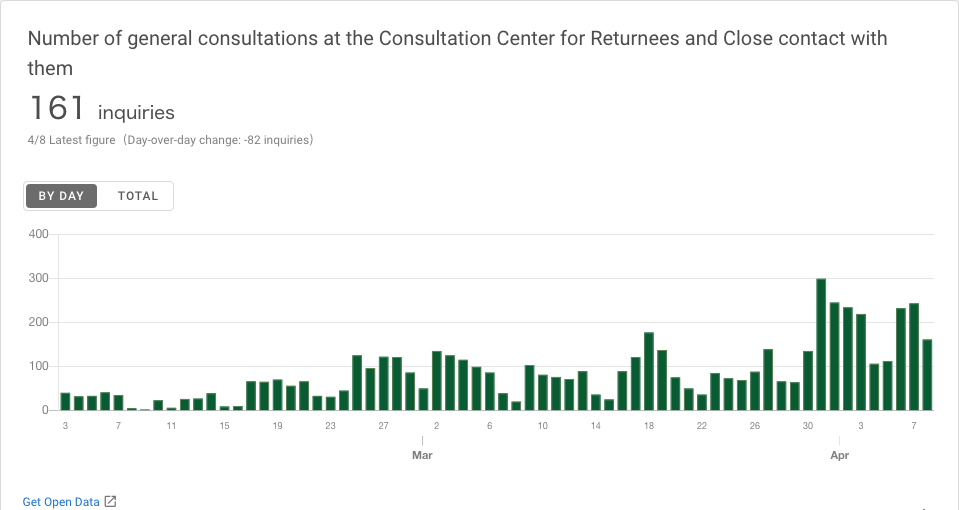 Number of general consultations at the Consultation Center for Returnees and Close contact with
them
161 inquiries
4/8 Latest figure（Day-over-day change: -82 inquiries）
BY DAY TOTAL
400
300
200
100
0
3 7 11 15 19 23 27 2 6 10 14 18 22 26 30 3 7
Mar Apr
Get Open Data